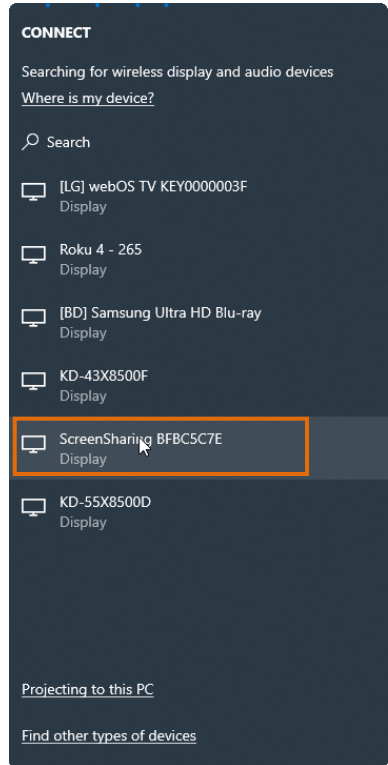 CONNECT
Searching for wireless display and audio devices
Where is my device?
Search
[LG] webOS TV KEY0000003F
Display
Roku 4 - 265
Display
[BD] Samsung Ultra HD Blu-ray
Display
KD-43X8500F
Display
ScreenSharing BFBC5C7E
Display
KD-55X8500D
Display
Projecting to this PC
Find other types of devices